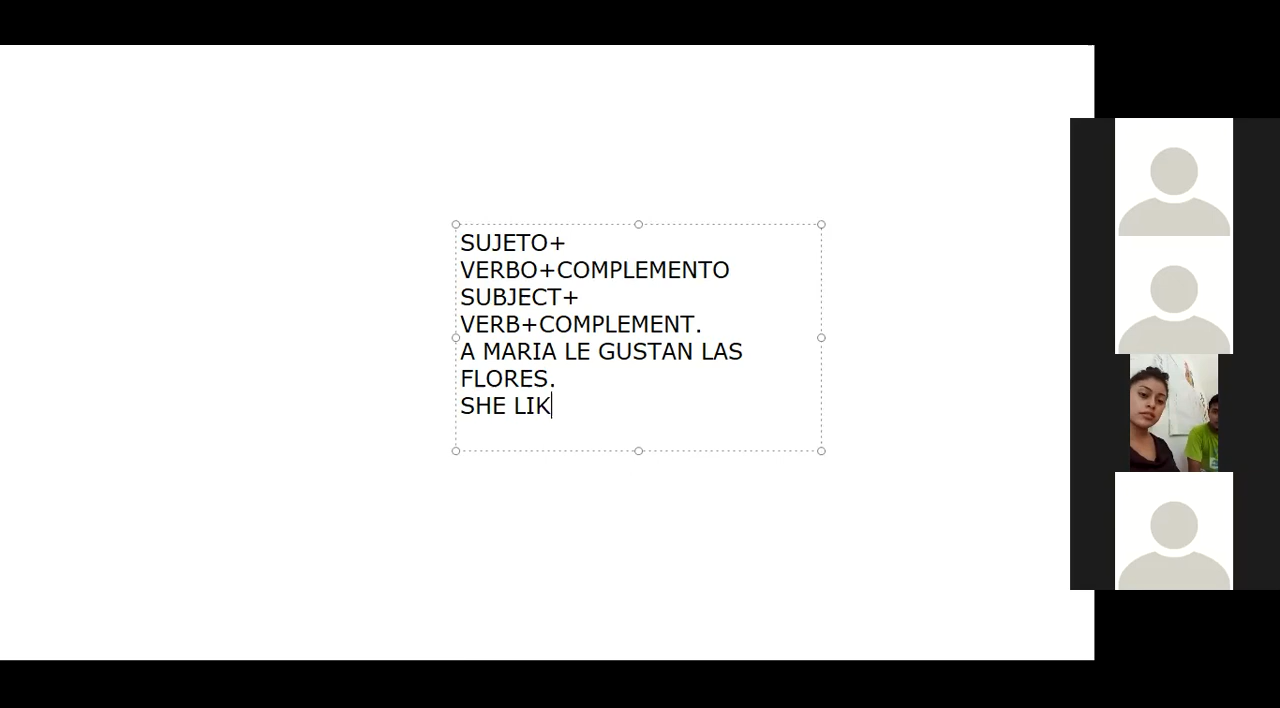 SUJETO+
VERBO+COMPLEMENTO
SUBJECT+
VERB+COMPLEMENT.
A MARIA LE GUSTAN LAS
FLORES.
SHE LIK